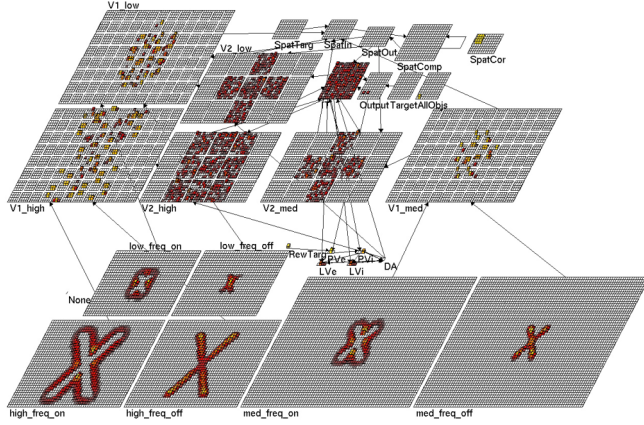 V1_low
SpatTarg
SpatIn
SpatOut
V2_low
SpatComp
SpatCor
OutputTargetAllObjs
V1_high
V2_high
V2_med
V1_med
low_freq_on
low_freq_off
RewTarg
PVe
PVi
DA
LVe
LVi
None
high_freq_on
high_freq_off
med_freq_on
med_freq_off